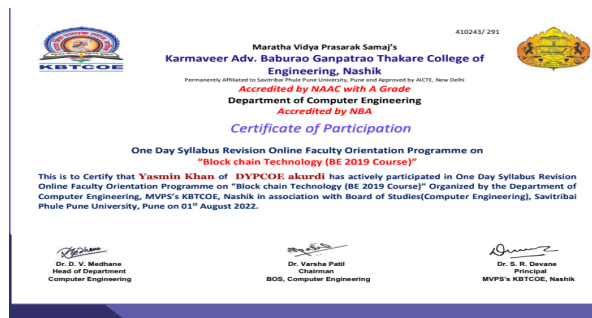 410243/ 291
KBTCOE
Maratha Vidya Prasarak Samaj's
Karmaveer Adv. Baburao Ganpatrao Thakare College of
Engineering, Nashik
Permanently Affiliated to Savitribai Phule Pune University, Pune and Approved by AICTE, New Delhi
Accredited by NAAC with A Grade
Department of Computer Engineering
Accredited by NBA
Certificate of Participation
One Day Syllabus Revision Online Faculty Orientation Programme on
“Block chain Technology (BE 2019 Course)”
This is to Certify that Yasmin Khan of DYPCOE akurdi has actively participated in One Day Syllabus Revision
Online Faculty Orientation Programme on “Block chain Technology (BE 2019 Course)” Organized by the Department of
Computer Engineering, MVPS's KBTCOE, Nashik in association with Board of Studies(Computer Engineering), Savitribai
Phule Pune University, Pune on 01st August 2022.
Dr. D. V. Medhane
Head of Department
Computer Engineering
Dr. Varsha Patil
Chairman
BOS, Computer Engineering
Dr. S. R. Devane
Principal
MVPS's KBTCOE, Nashik